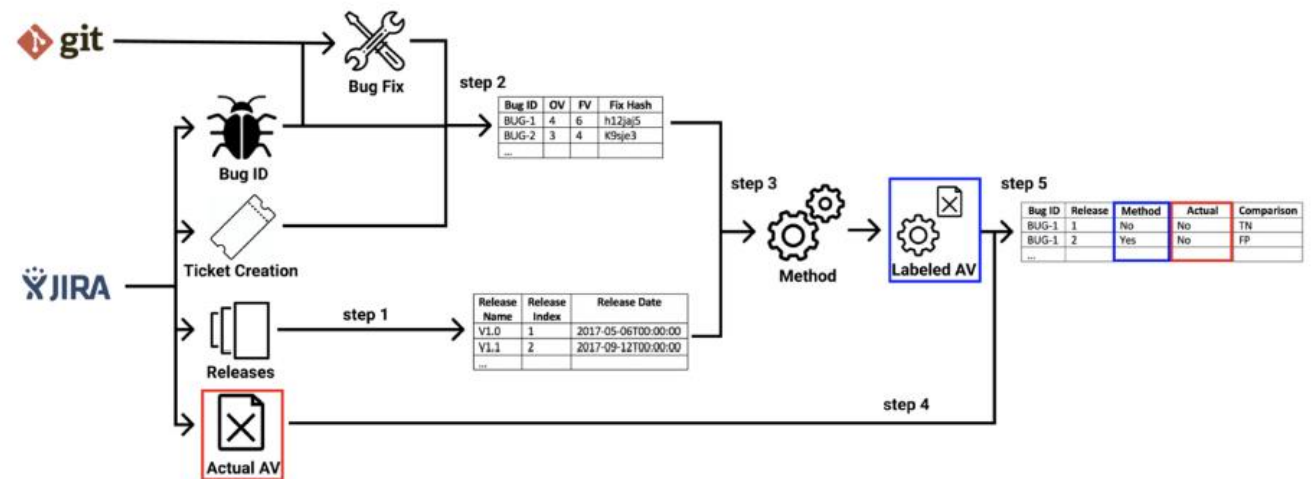 git
Bug Fix
step 2
Bug ID OV FV Fix Hash
BUG-1 4 6 h12jaj5
BUG-2 3 4 K9sje3
...
Bug ID
step 3
step 5
Bug ID Release Method Actual Comparison
BUG-1 1 No No TN
BUG-1 2 Yes No FP
...
Ticket Creation
Method
Labeled AV
JIRA
step 1
Release Name Release Index Release Date
V1.0 1 2017-05-06T00:00:00
V1.1 2 2017-09-12T00:00:00
...
Releases
step 4
Actual AV